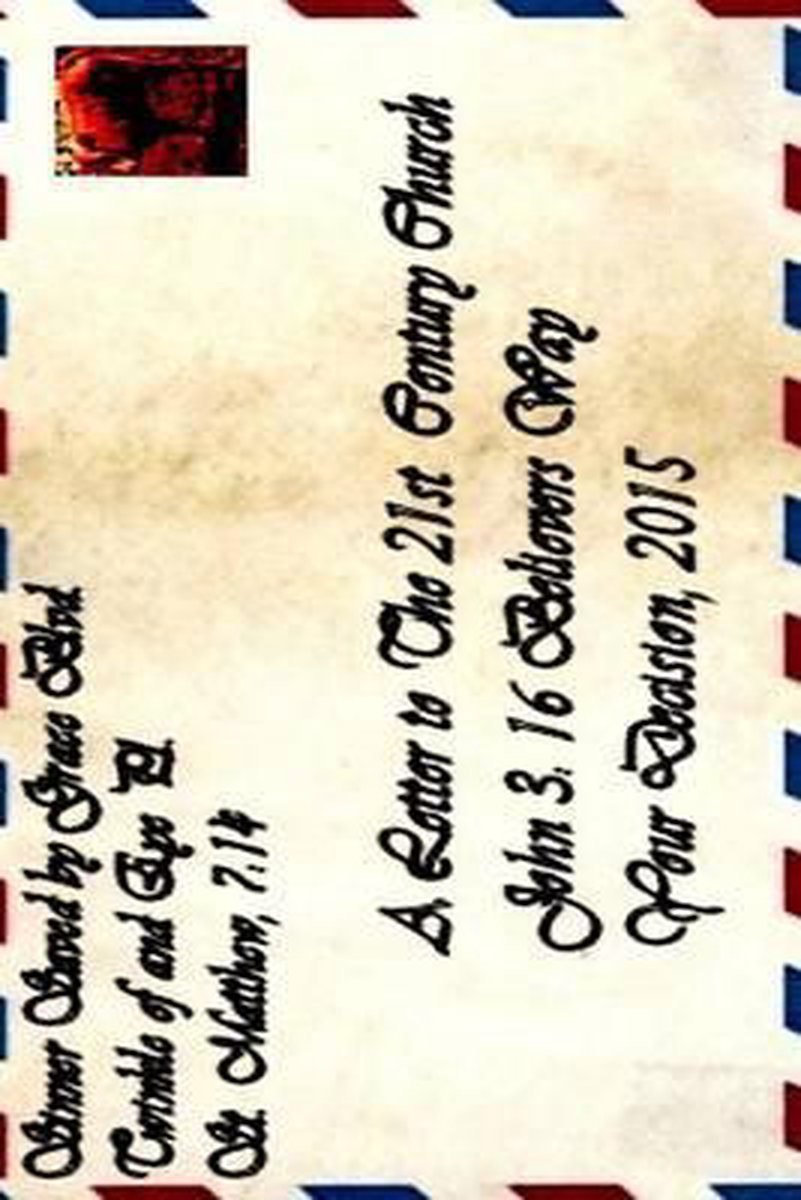 Sinner Saved by Grace Blvd
Twinkle of and Eye Pl.
St. Matthew, 7:14
A. Letter to The 21st Century Church
John 3: 16 Believers Way
Your Decision, 2015